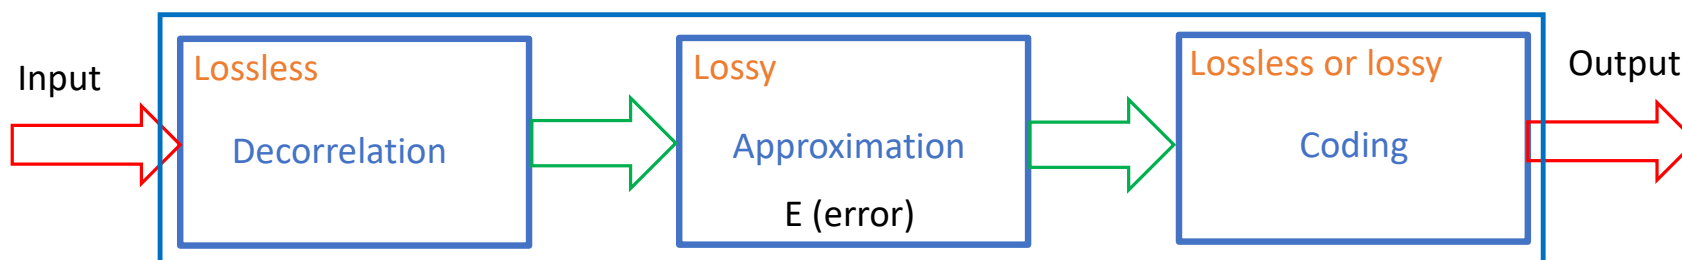 Input
Lossless
Decorrelation
Lossy
Approximation
E (error)
Lossless or lossy
Coding
Output